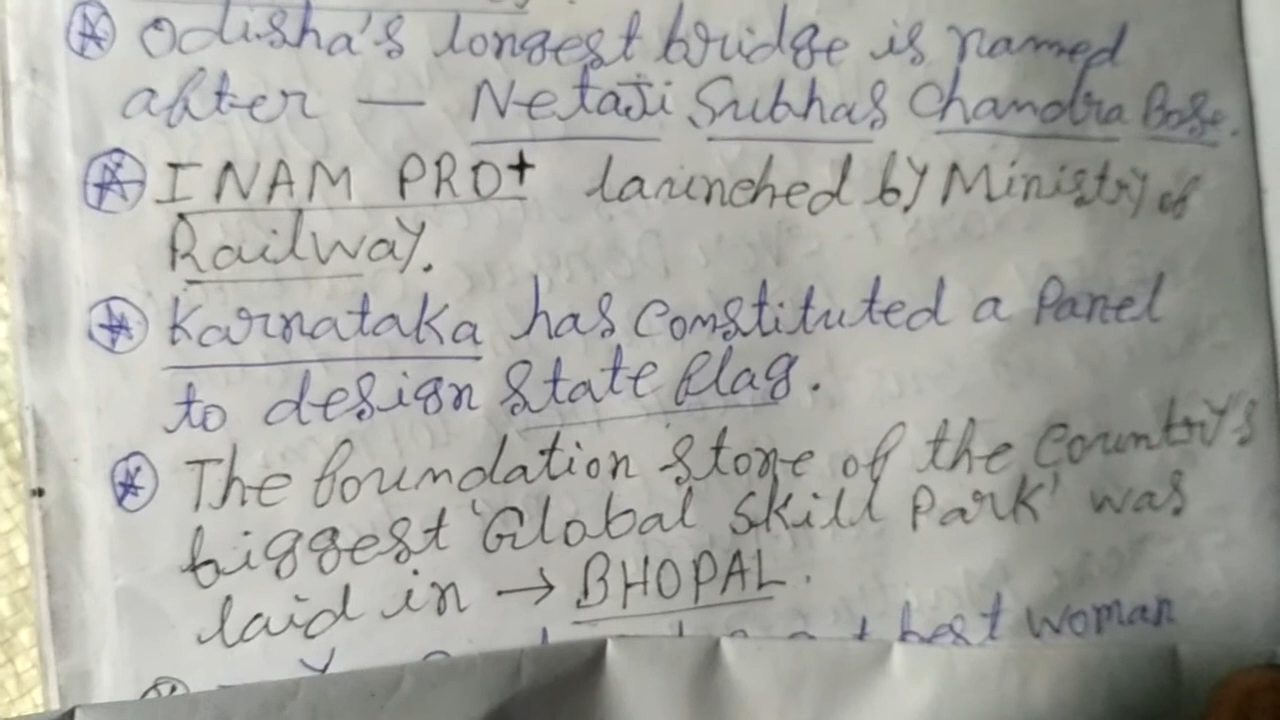 Odisha's longest bridge is named
after — Netaji Subhas Chandra Bose.
INAM PRO+ launched by Ministry of
Railway.
Karnataka has constituted a Panel
to design State flag.
The foundation stone of the Country's
biggest 'Global Skill Park' was
laid in → BHOPAL.
best woman